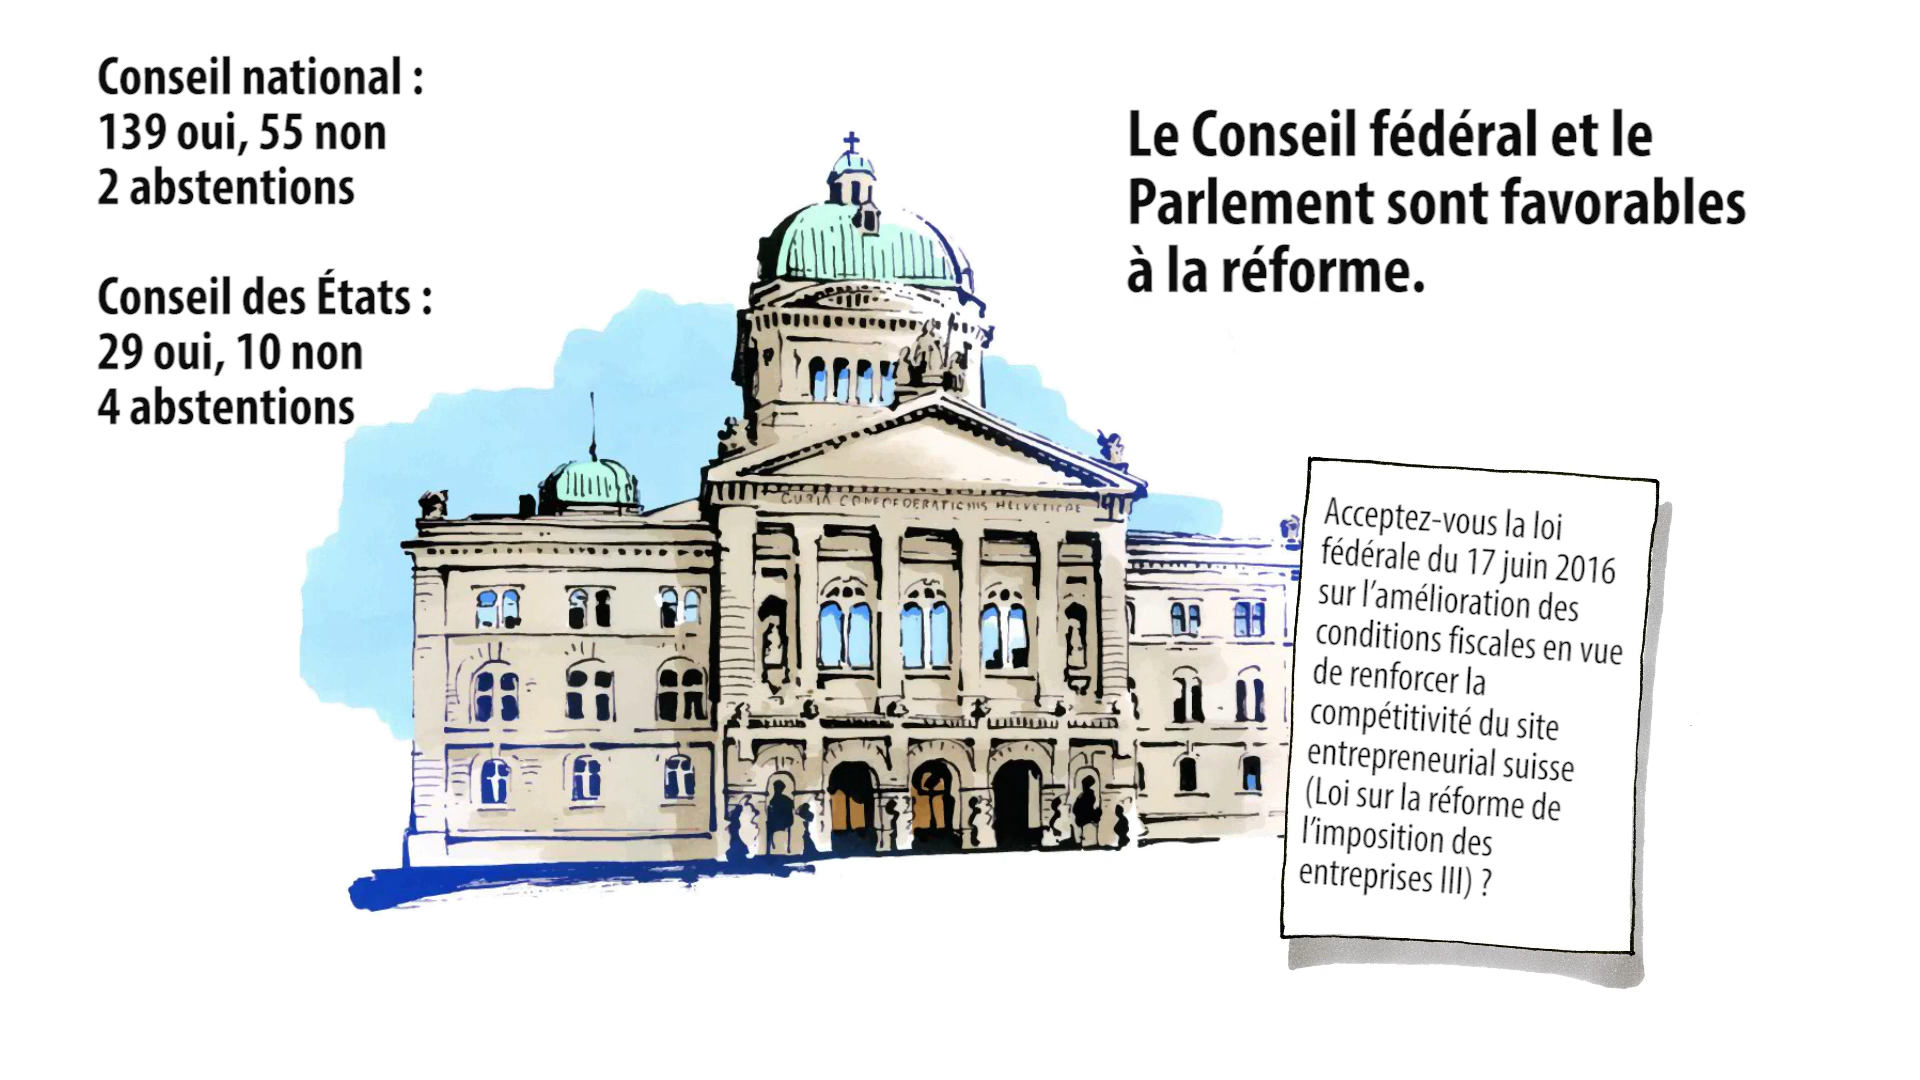 Conseil national :
139 oui, 55 non
2 abstentions
Conseil des États :
29 oui, 10 non
4 abstentions
Le Conseil fédéral et le
Parlement sont favorables
à la réforme.
Acceptez-vous la loi
fédérale du 17 juin 2016
sur l’amélioration des
conditions fiscales en vue
de renforcer la
compétitivité du site
entrepreneurial suisse
(Loi sur la réforme de
l’imposition des
entreprises III) ?